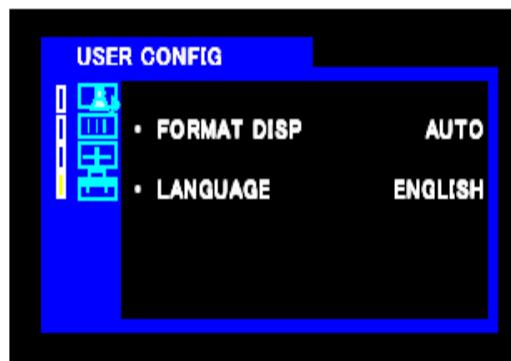 USER CONFIG
• FORMAT DISP AUTO
• LANGUAGE ENGLISH